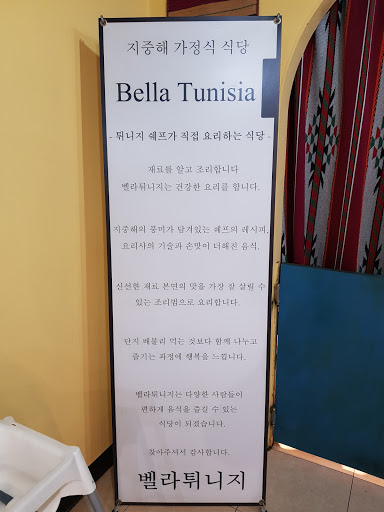 지중해 가정식 식당
Bella Tunisia
- 튀니지 쉐프가 직접 요리하는 식당 -
재료를 알고 조리합니다
벨라튀니지는 건강한 요리를 합니다.
지중해의 풍미가 담겨있는 쉐프의 레시피.
요리사의 기술과 손맛이 더해진 음식.
신선한 재료 본연의 맛을 가장 잘 살릴 수
있는 조리법으로 요리합니다.
단지 배불리 먹는 것보다 함께 나누고
즐기는 과정에 행복을 느낍니다.
벨라튀니지는 다양한 사람들이
편하게 음식을 즐길 수 있는
식당이 되겠습니다.
찾아주셔서 감사합니다.
벨라튀니지